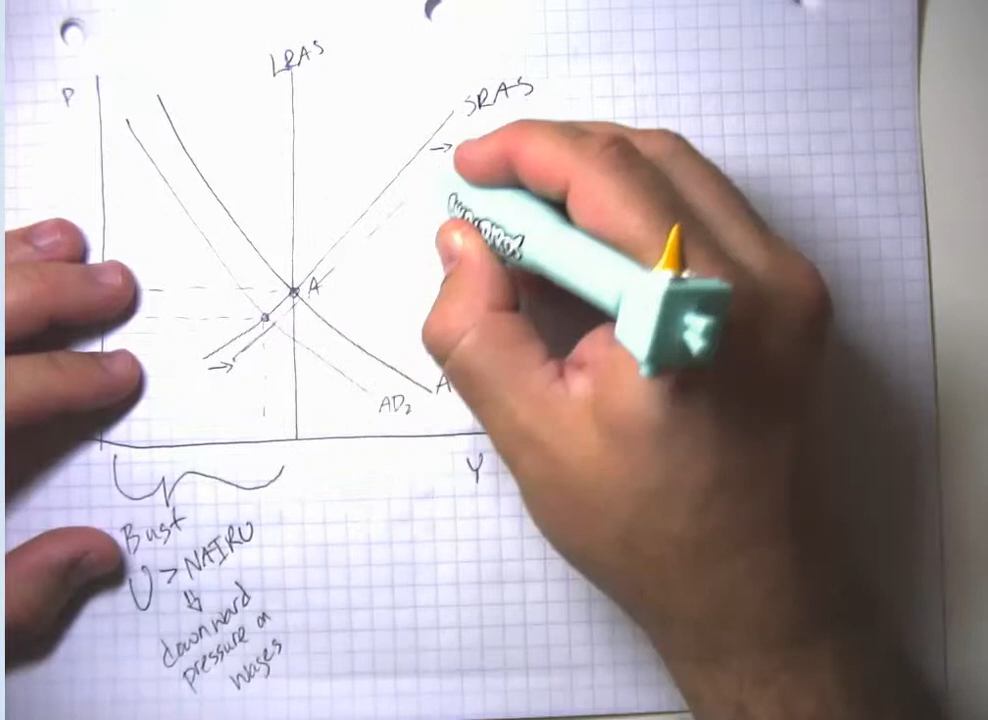 LRAS
P
SRAS
→
A
→
A
AD₂
Y
Bust
U > NAIRU
⇓
downward
pressure on
wages